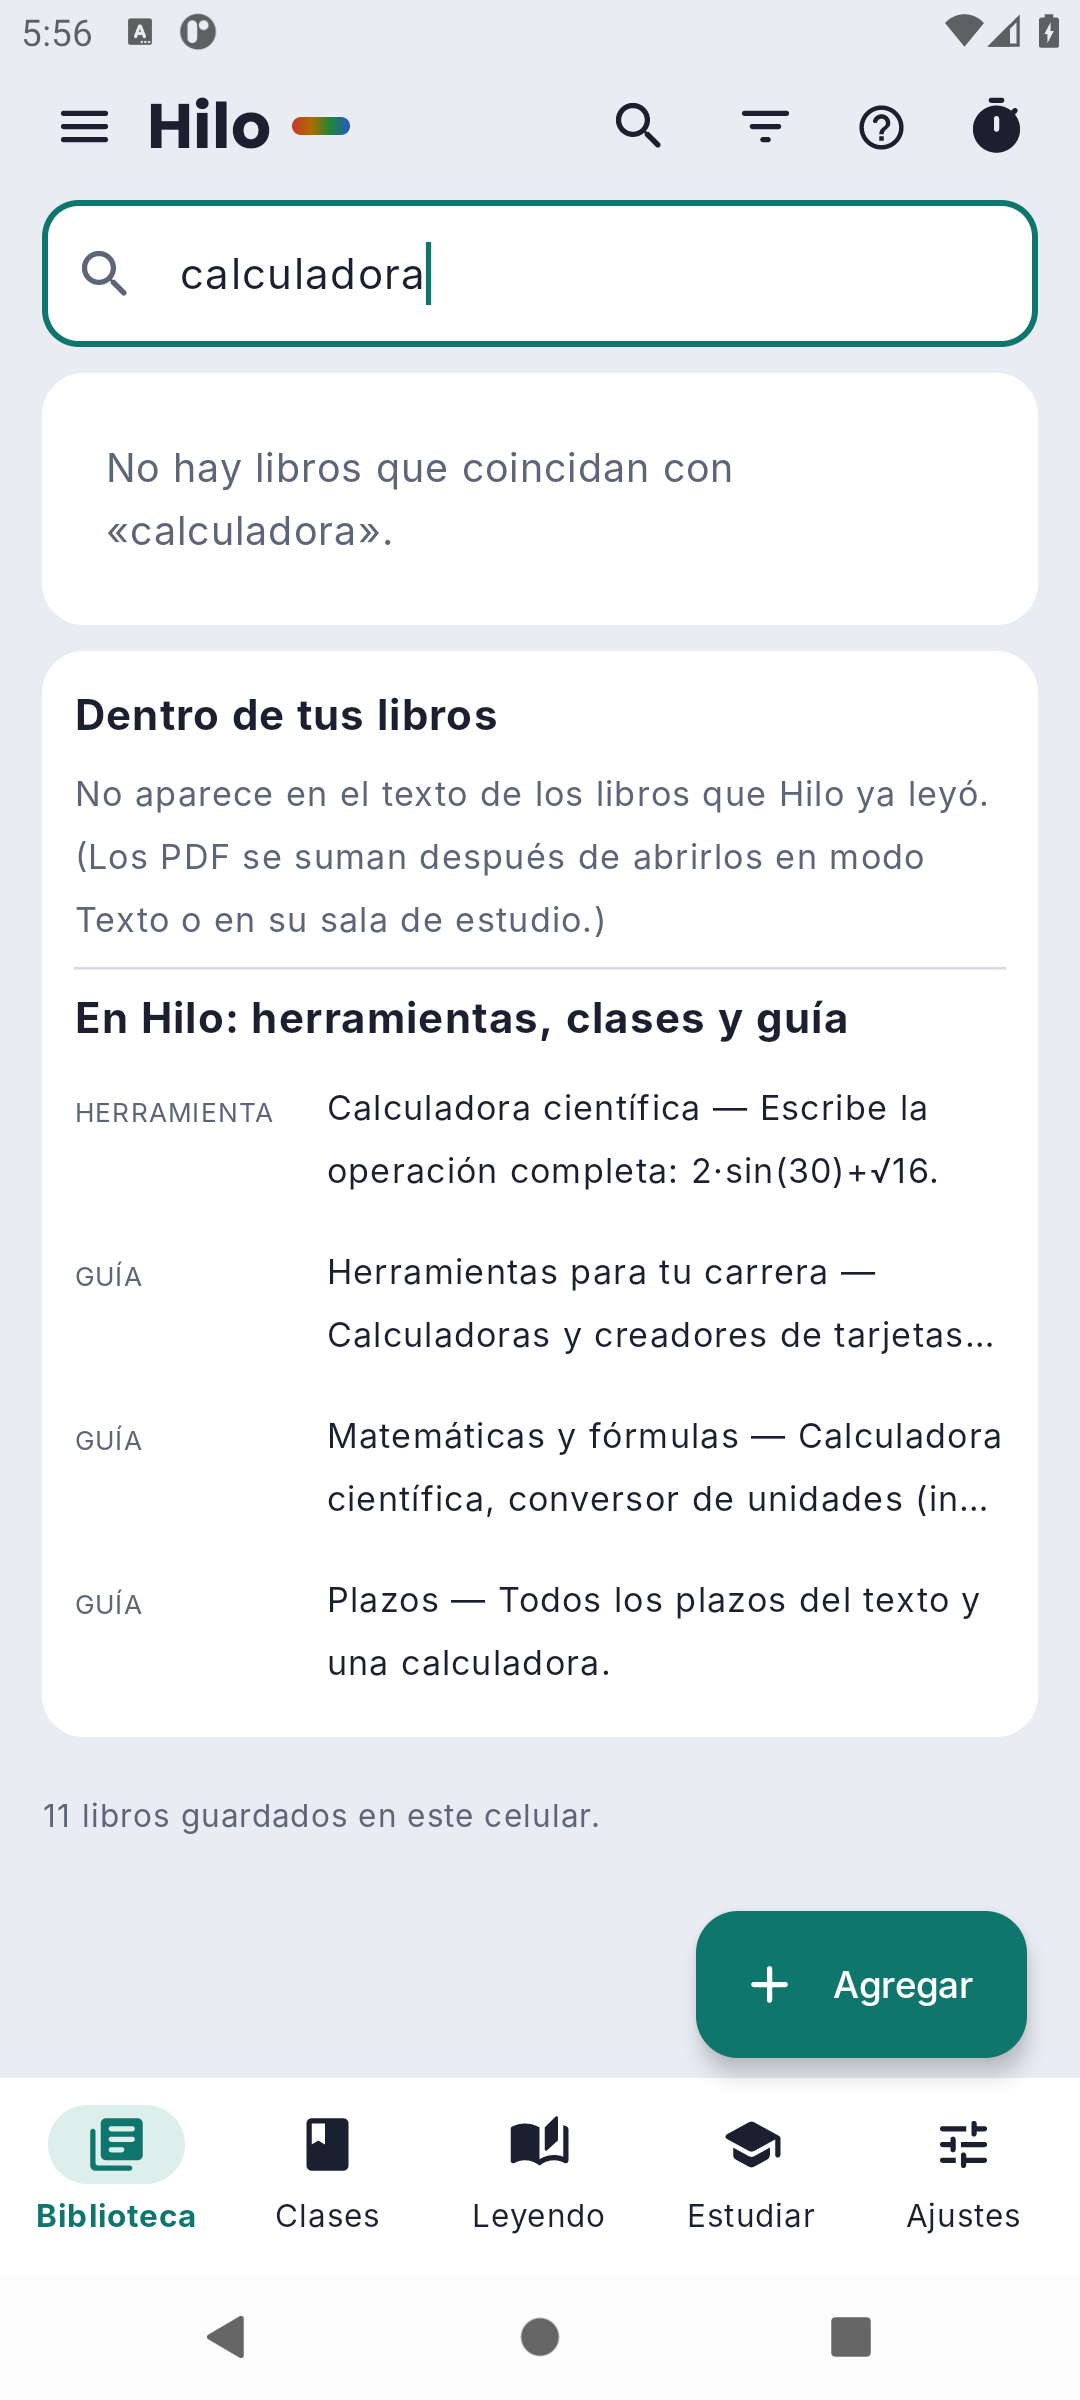 5:56
Hilo
calculadora
No hay libros que coincidan con
«calculadora».
Dentro de tus libros
No aparece en el texto de los libros que Hilo ya leyó.
(Los PDF se suman después de abrirlos en modo
Texto o en su sala de estudio.)
En Hilo: herramientas, clases y guía
HERRAMIENTA
Calculadora científica — Escribe la
operación completa: 2·sin(30)+√16.
GUÍA
Herramientas para tu carrera —
Calculadoras y creadores de tarjetas...
GUÍA
Matemáticas y fórmulas — Calculadora
científica, conversor de unidades (in...
GUÍA
Plazos — Todos los plazos del texto y
una calculadora.
11 libros guardados en este celular.
Agregar
Biblioteca
Clases
Leyendo
Estudiar
Ajustes